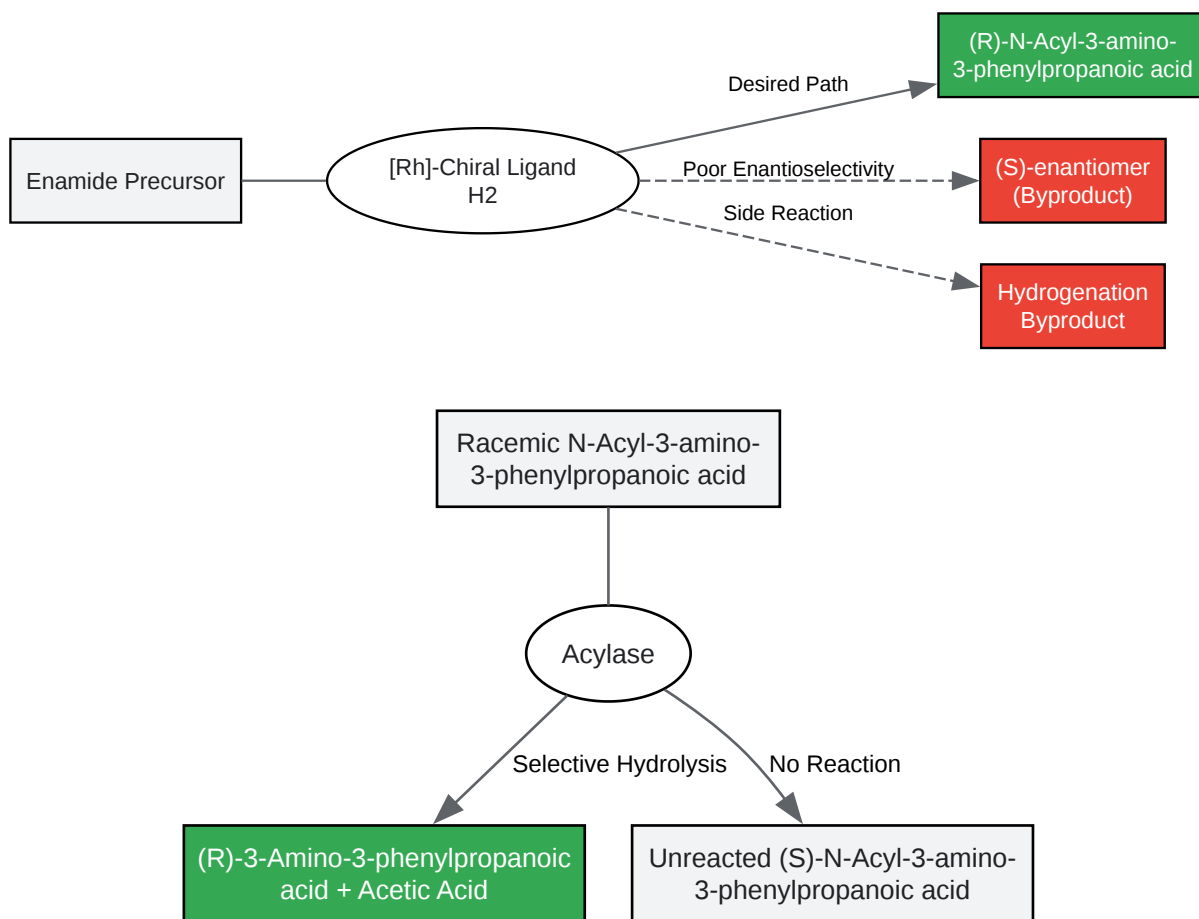 (R)-N-Acyl-3-amino-
3-phenylpropanoic acid
Desired Path
Enamide Precursor
[Rh]-Chiral Ligand
H2
Poor Enantioselectivity
(S)-enantiomer
(Byproduct)
Side Reaction
Hydrogenation
Byproduct
Racemic N-Acyl-3-amino-
3-phenylpropanoic acid
Acylase
Selective Hydrolysis
No Reaction
(R)-3-Amino-3-phenylpropanoic
acid + Acetic Acid
Unreacted (S)-N-Acyl-3-amino-
3-phenylpropanoic acid